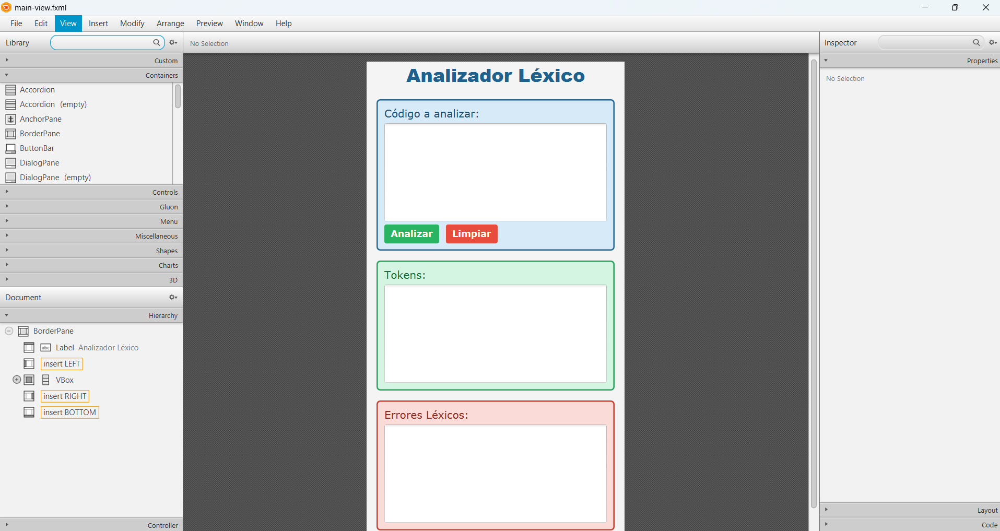 main-view.fxml
File Edit View Insert Modify Arrange Preview Window Help
Library
Custom
Containers
Accordion
Accordion (empty)
AnchorPane
BorderPane
ButtonBar
DialogPane
DialogPane (empty)
Controls
Gluon
Menu
Miscellaneous
Shapes
Charts
3D
Document
Hierarchy
BorderPane
abc Label Analizador Léxico
insert LEFT
VBox
insert RIGHT
insert BOTTOM
Controller
No Selection
Analizador Léxico
Código a analizar:
Analizar Limpiar
Tokens:
Errores Léxicos:
Inspector
Properties
No Selection
Layout
Code